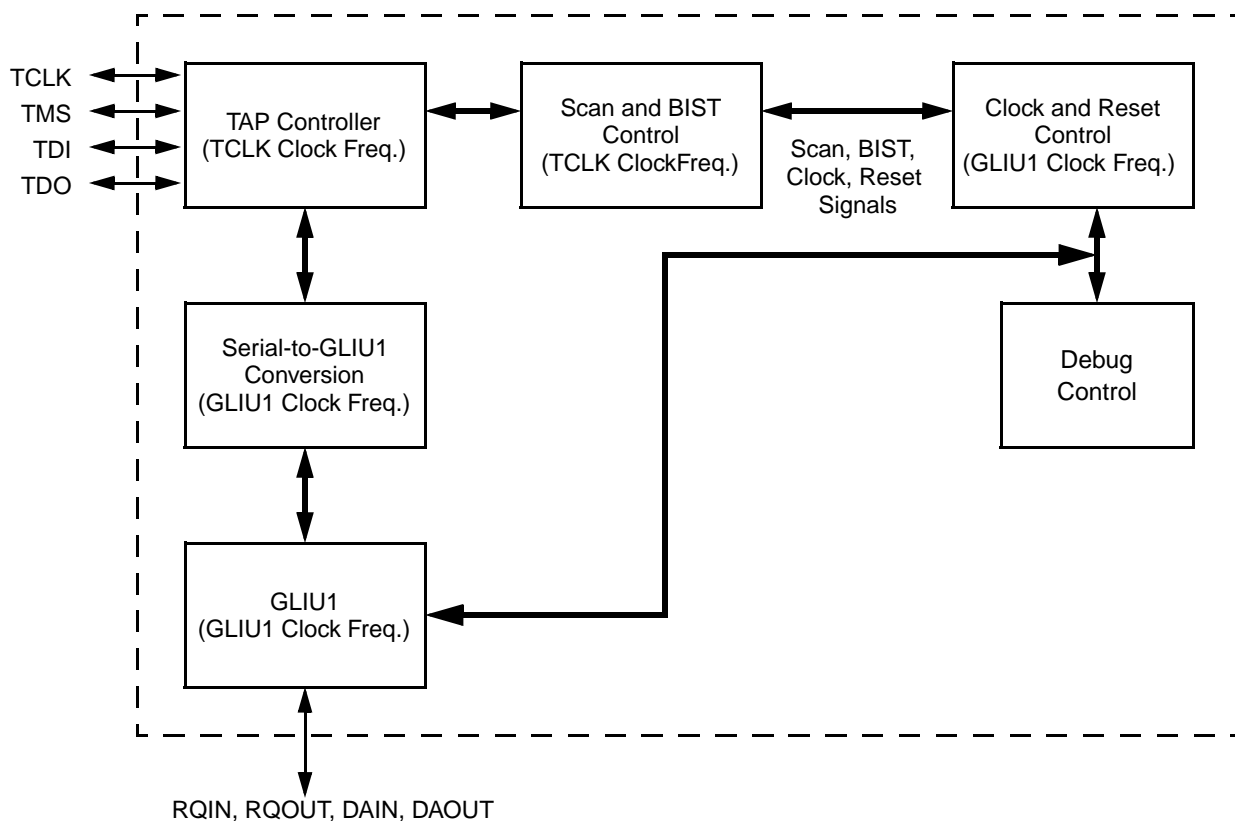 TCLK
TMS
TDI
TDO
TAP Controller
(TCLK Clock Freq.)
Scan and BIST
Control
(TCLK ClockFreq.)
Scan, BIST,
Clock, Reset
Signals
Clock and Reset
Control
(GLIU1 Clock Freq.)
Serial-to-GLIU1
Conversion
(GLIU1 Clock Freq.)
Debug
Control
GLIU1
(GLIU1 Clock Freq.)
RQIN, RQOUT, DAIN, DAOUT